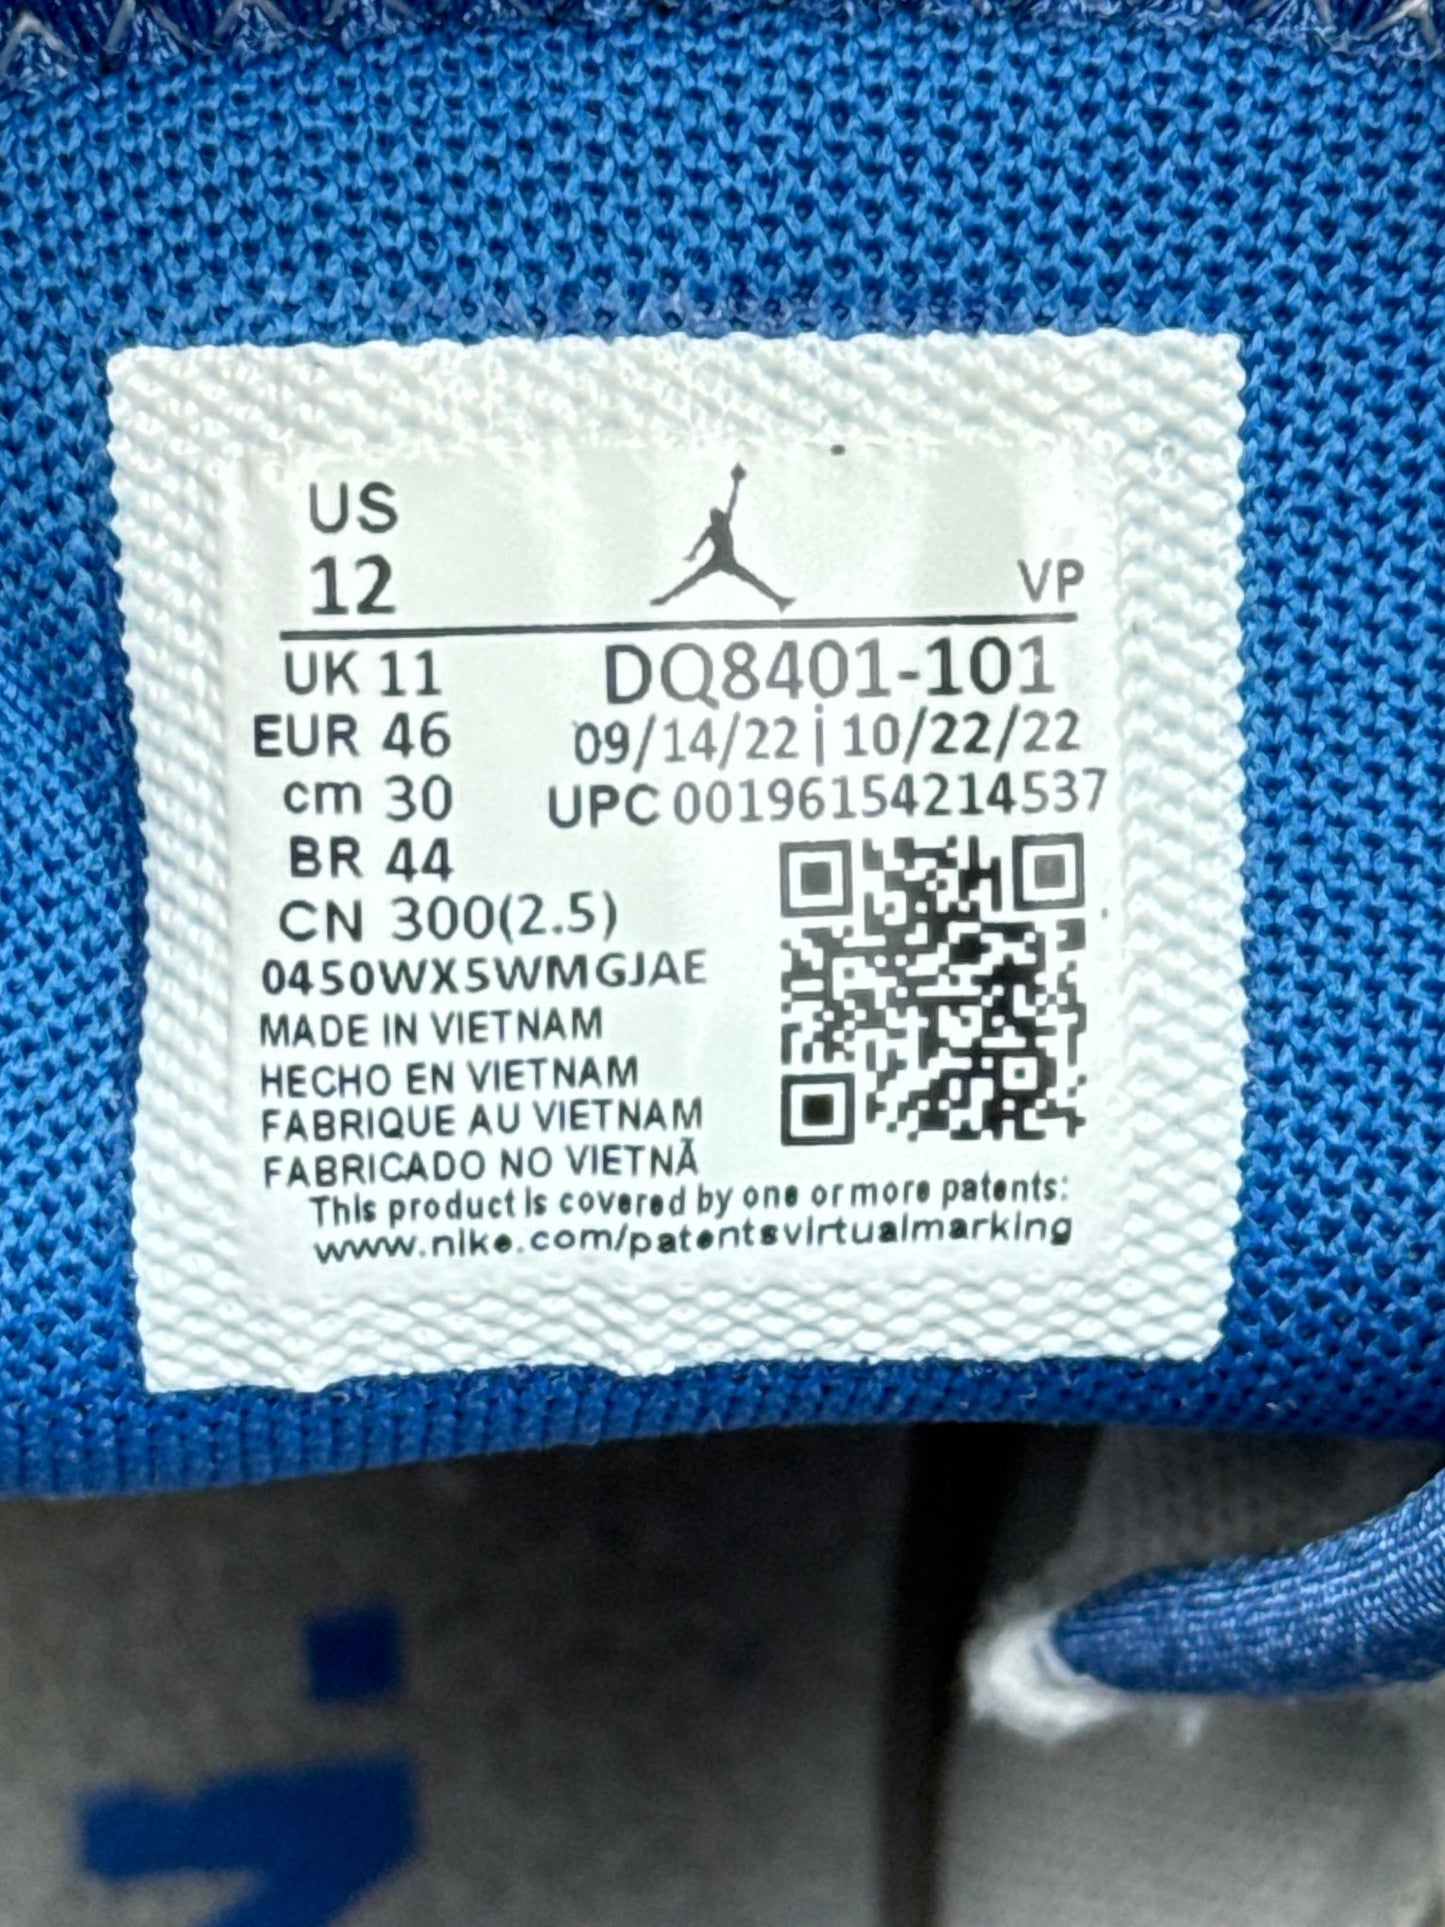 US
12
VP
UK 11
DQ8401-101
EUR 46
09/14/22 | 10/22/22
cm 30
UPC 00196154214537
BR 44
CN 300(2.5)
0450WX5WMGJAE
MADE IN VIETNAM
HECHO EN VIETNAM
FABRIQUE AU VIETNAM
FABRICADO NO VIETNÃ
This product is covered by one or more patents:
www.nike.com/patentsvirtualmarking